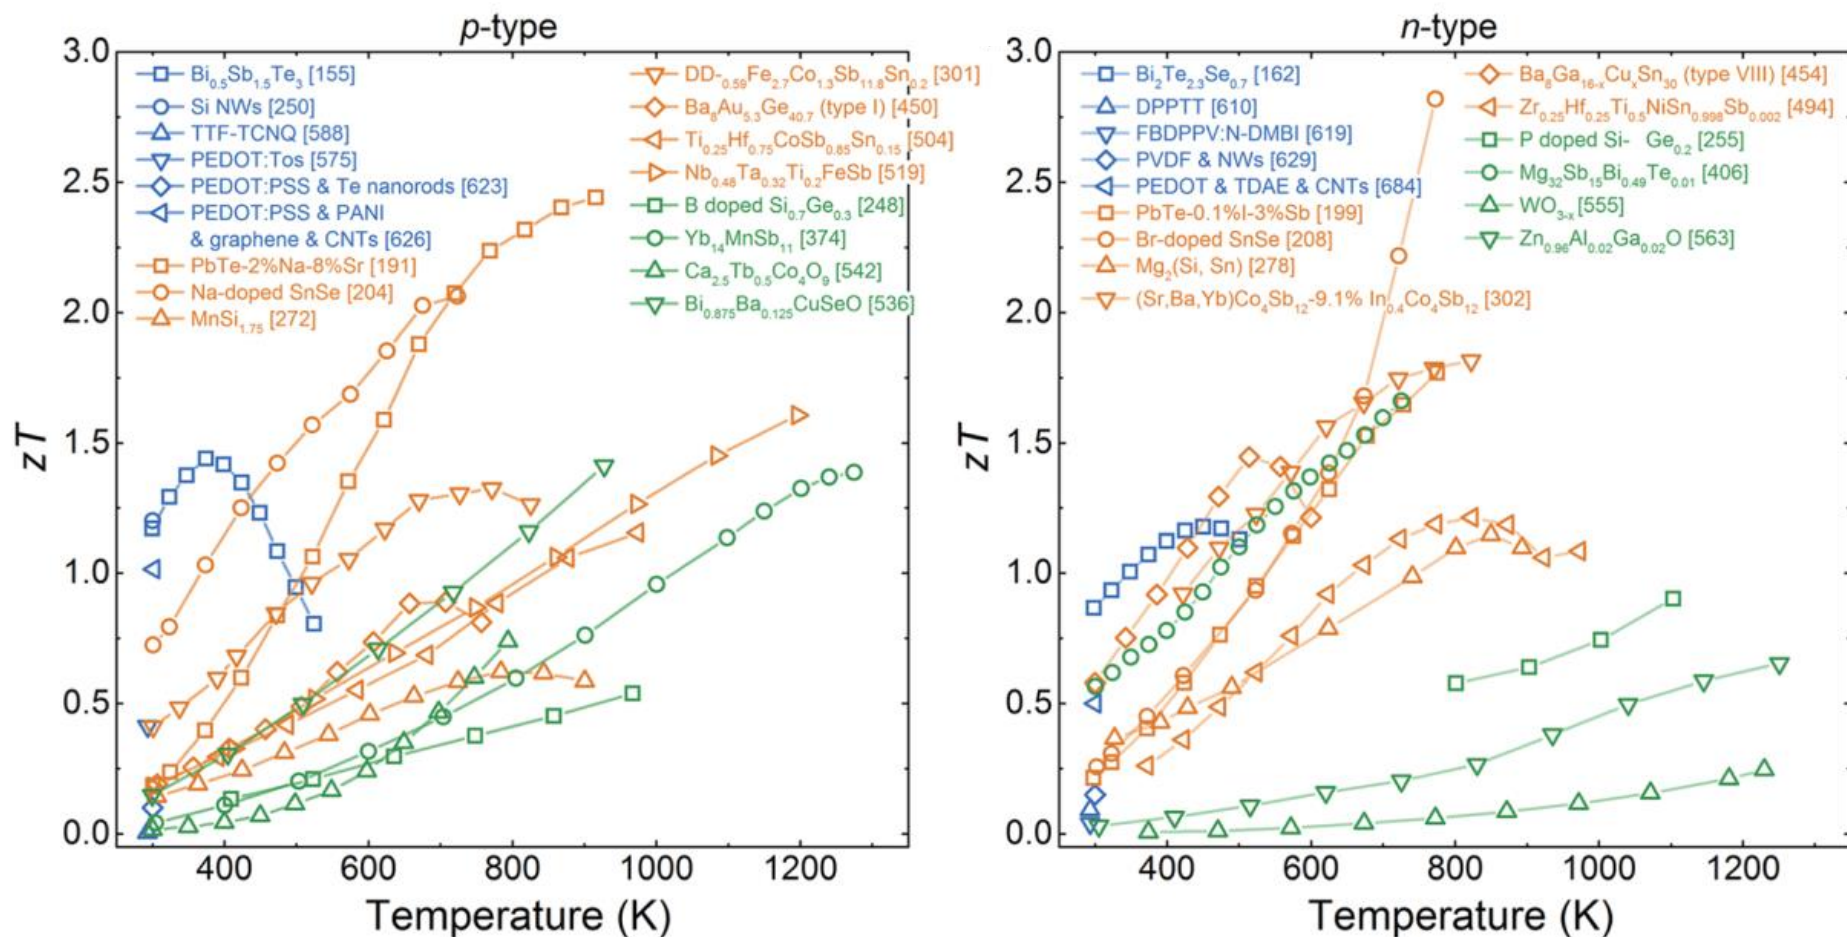 p-type
3.0
2.5
2.0
1.5
1.0
0.5
0.0
zT
400
600
800
1000
1200
Temperature (K)
Bi0.5Sb1.5Te3 [155]
Si NWs [250]
TTF-TCNQ [588]
PEDOT:Tos [575]
PEDOT:PSS & Te nanorods [623]
PEDOT:PSS & PANI
& graphene & CNTs [626]
PbTe-2%Na-8%Sr [191]
Na-doped SnSe [204]
MnSi1.75 [272]
DD-0.59Fe2.7Co1.3Sb11.8Sn0.2 [301]
Ba8Au5.3Ge40.7 (type I) [450]
Ti0.25Hf0.75CoSb0.85Sn0.15 [504]
Nb0.48Ta0.32Ti0.2FeSb [519]
B doped Si0.7Ge0.3 [248]
Yb14MnSb11 [374]
Ca2.5Tb0.5Co4O9 [542]
Bi0.875Ba0.125CuSeO [536]
n-type
3.0
2.5
2.0
1.5
1.0
0.5
0.0
zT
400
600
800
1000
1200
Temperature (K)
Bi2Te2.3Se0.7 [162]
DPPTT [610]
FBDPPV:N-DMBI [619]
PVDF & NWs [629]
PEDOT & TDAE & CNTs [684]
PbTe-0.1%I-3%Sb [199]
Br-doped SnSe [208]
Mg2(Si, Sn) [278]
(Sr,Ba,Yb)Co4Sb12-9.1% In0.4Co4Sb12 [302]
Ba8Ga16-xCuxSn30 (type VIII) [454]
Zr0.25Hf0.25Ti0.5NiSn0.998Sb0.002 [494]
P doped Si- Ge0.2 [255]
Mg32Sb15Bi0.49Te0.01 [406]
WO3-x [555]
Zn0.96Al0.02Ga0.02O [563]